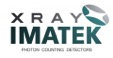 XRAY
IMATEK
PHOTON COUNTING DETECTORS